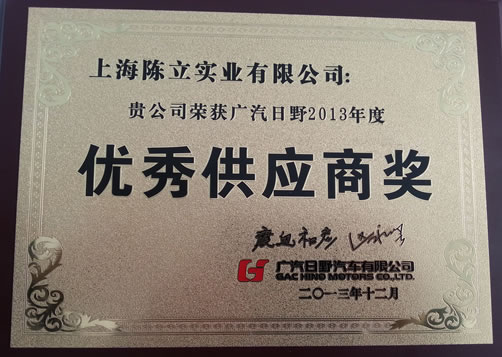 上海陈立实业有限公司:
贵公司荣获广汽日野2013年度
优秀供应商奖
广汽日野汽车有限公司
GAC HINO MOTORS CO.,LTD.
二〇一三年十二月